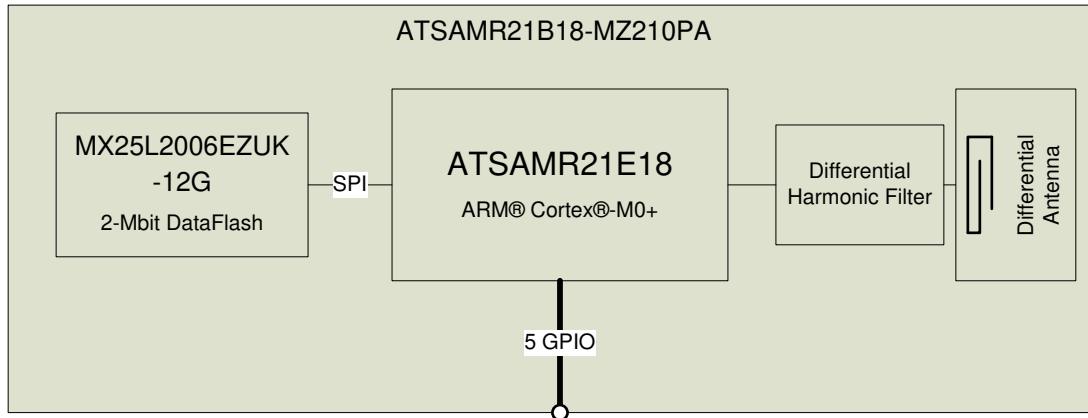 ATSAMR21B18-MZ210PA
MX25L2006EZUK
-12G
2-Mbit DataFlash
SPI
ATSAMR21E18
ARM® Cortex®-M0+
Differential
Harmonic Filter
Differential
Antenna
5 GPIO